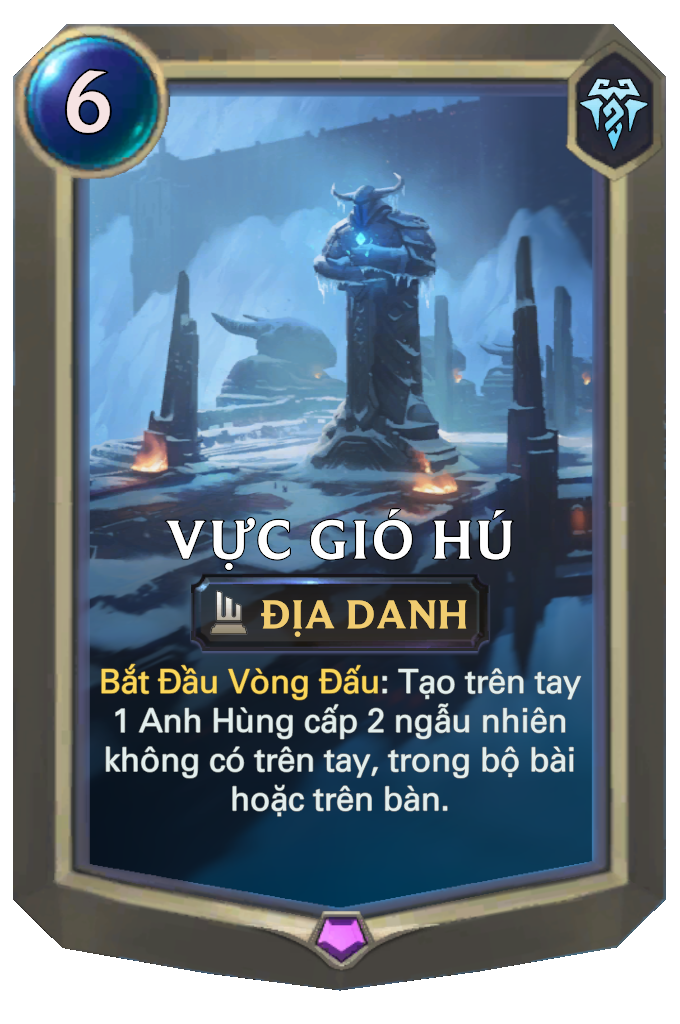 6
VỰC GIÓ HÚ
ĐỊA DANH
Bắt Đầu Vòng Đấu: Tạo trên tay
1 Anh Hùng cấp 2 ngẫu nhiên
không có trên tay, trong bộ bài
hoặc trên bàn.